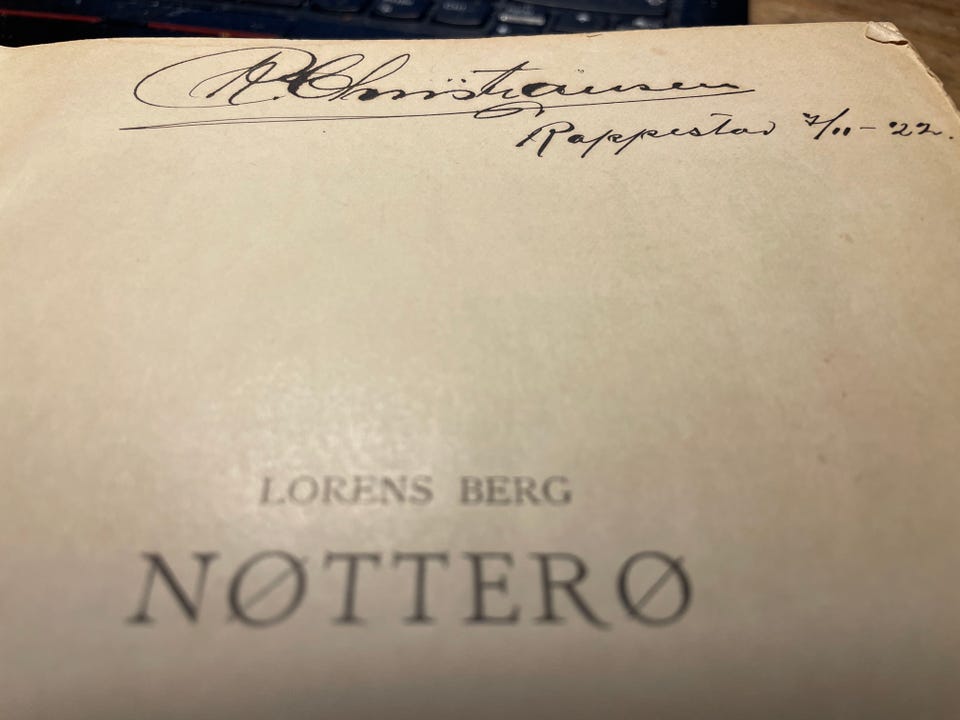 Christiansen
Rappestad 7/11-22.
LORENS BERG
NØTTERØ